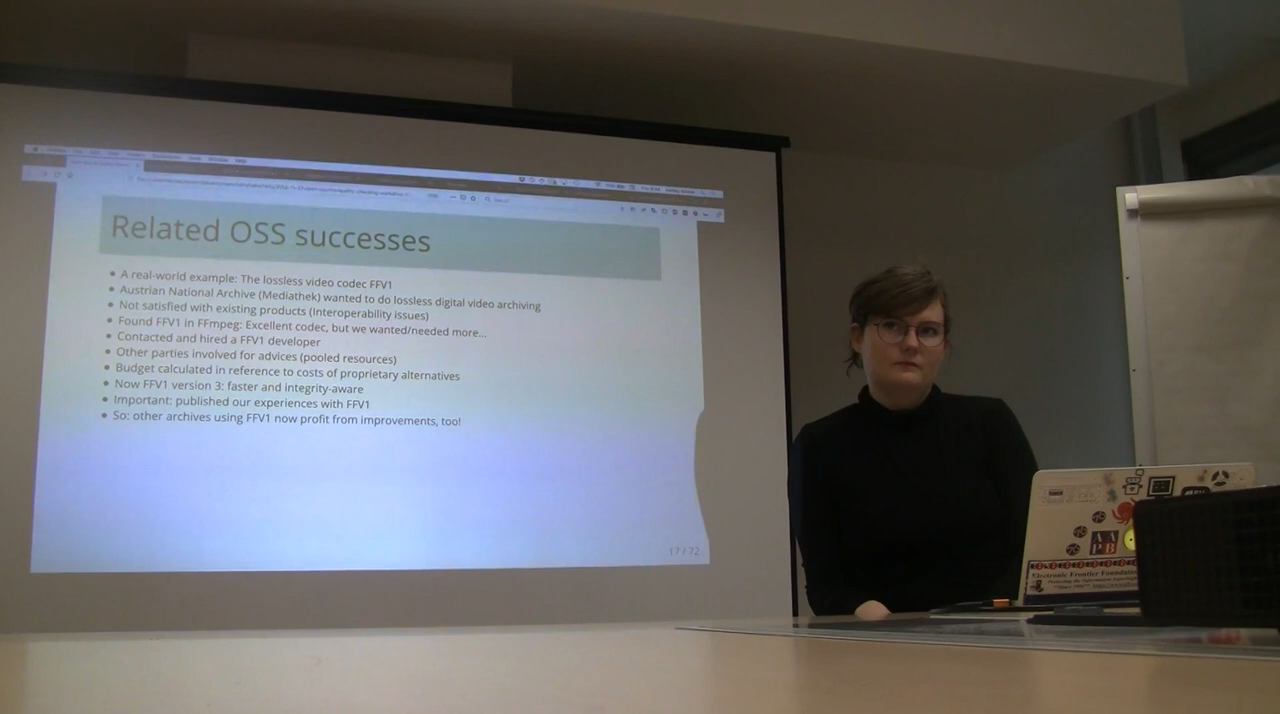 Related OSS successes
• A real-world example: The lossless video codec FFV1
• Austrian National Archive (Mediathek) wanted to do lossless digital video archiving
• Not satisfied with existing products (Interoperability issues)
• Found FFV1 in FFmpeg: Excellent codec, but we wanted/needed more...
• Contacted and hired a FFV1 developer
• Other parties involved for advices (pooled resources)
• Budget calculated in reference to costs of proprietary alternatives
• Now FFV1 version 3: faster and integrity-aware
• Important: published our experiences with FFV1
• So: other archives using FFV1 now profit from improvements, too!
17 / 72
AA
PB
Electronic Frontier